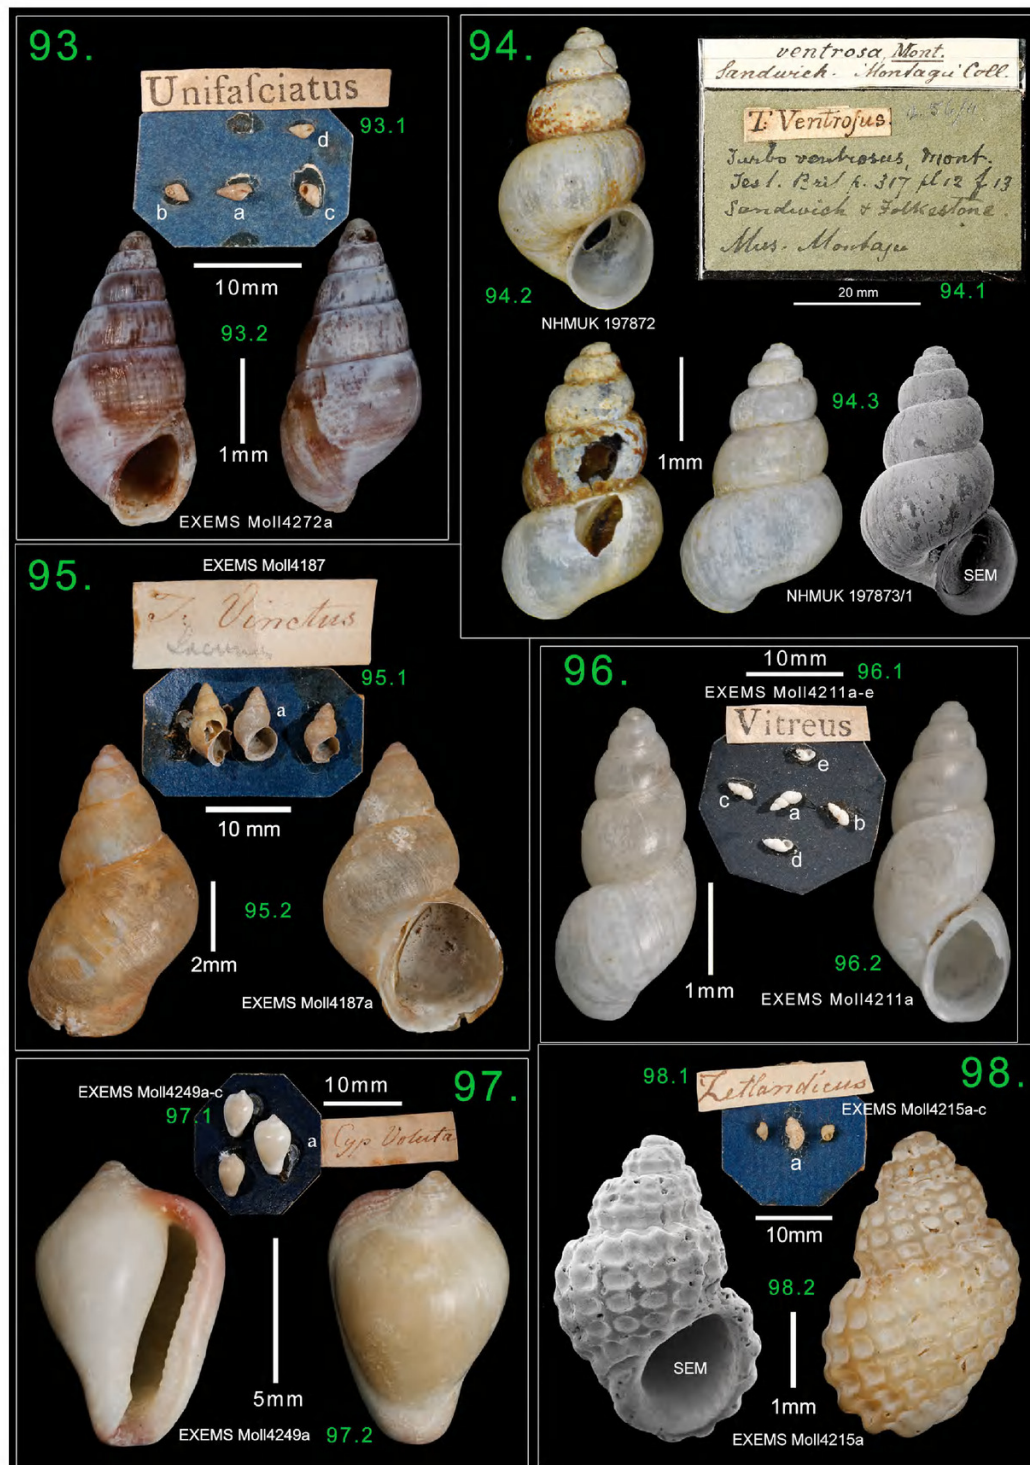 93.
Unifaſciatus
93.1
d
b
a
c
10mm
93.2
1mm
EXEMS Moll4272a
94.
ventrosa, Mont.
Sandwich. Montagu Coll.
T. Ventroſus.
Turbo ventrosus, Mont.
Test. Brit p. 317 pl 12 f 13
Sandwich & Folkestone.
Mus. Montagu
94.2
NHMUK 197872
20 mm
94.1
94.3
1mm
NHMUK 197873/1
SEM
95.
EXEMS Moll4187
T. Vinctus
95.1
a
10 mm
95.2
2mm
EXEMS Moll4187a
96.
10mm
96.1
EXEMS Moll4211a-e
Vitreus
e
c
a
b
d
1mm
96.2
EXEMS Moll4211a
97.
EXEMS Moll4249a-c
97.1
10mm
a
Cyp Voluta
5mm
EXEMS Moll4249a
97.2
98.
98.1
Zetlandicus
EXEMS Moll4215a-c
a
10mm
98.2
SEM
1mm
EXEMS Moll4215a